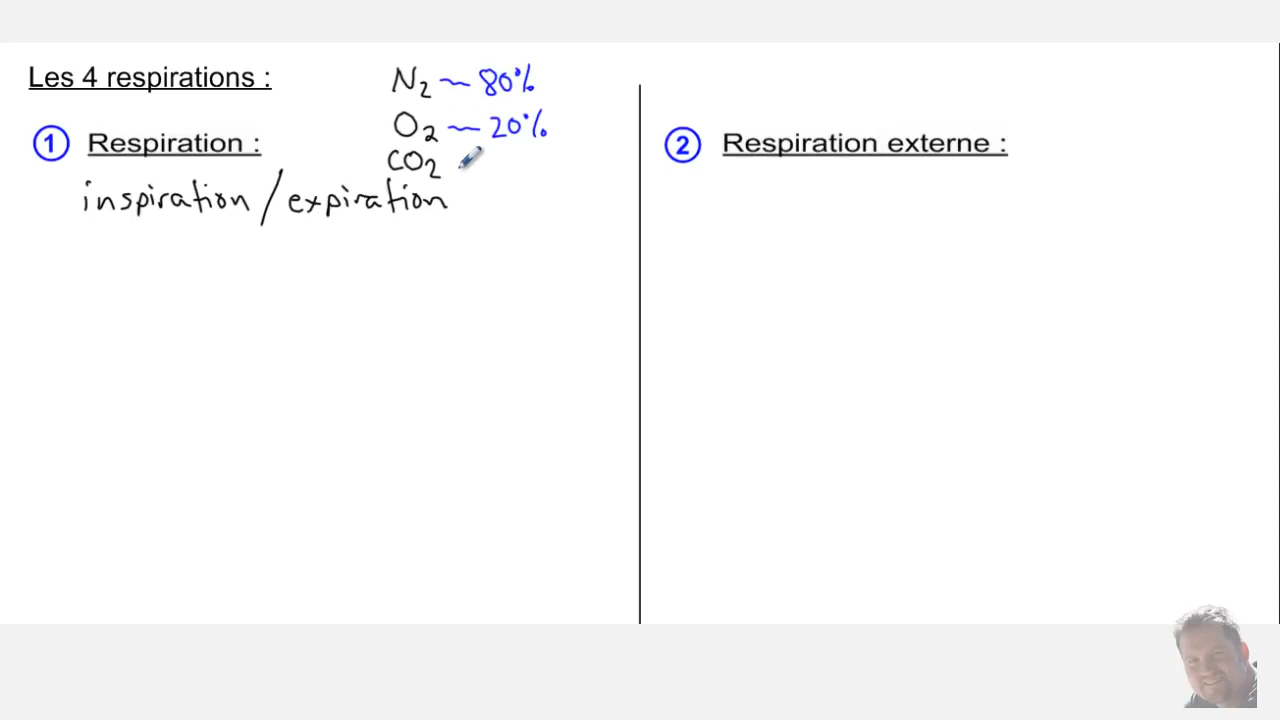 Les 4 respirations :
N2 ~ 80%
O2 ~ 20%
CO2
1 Respiration :
inspiration / expiration
2 Respiration externe :